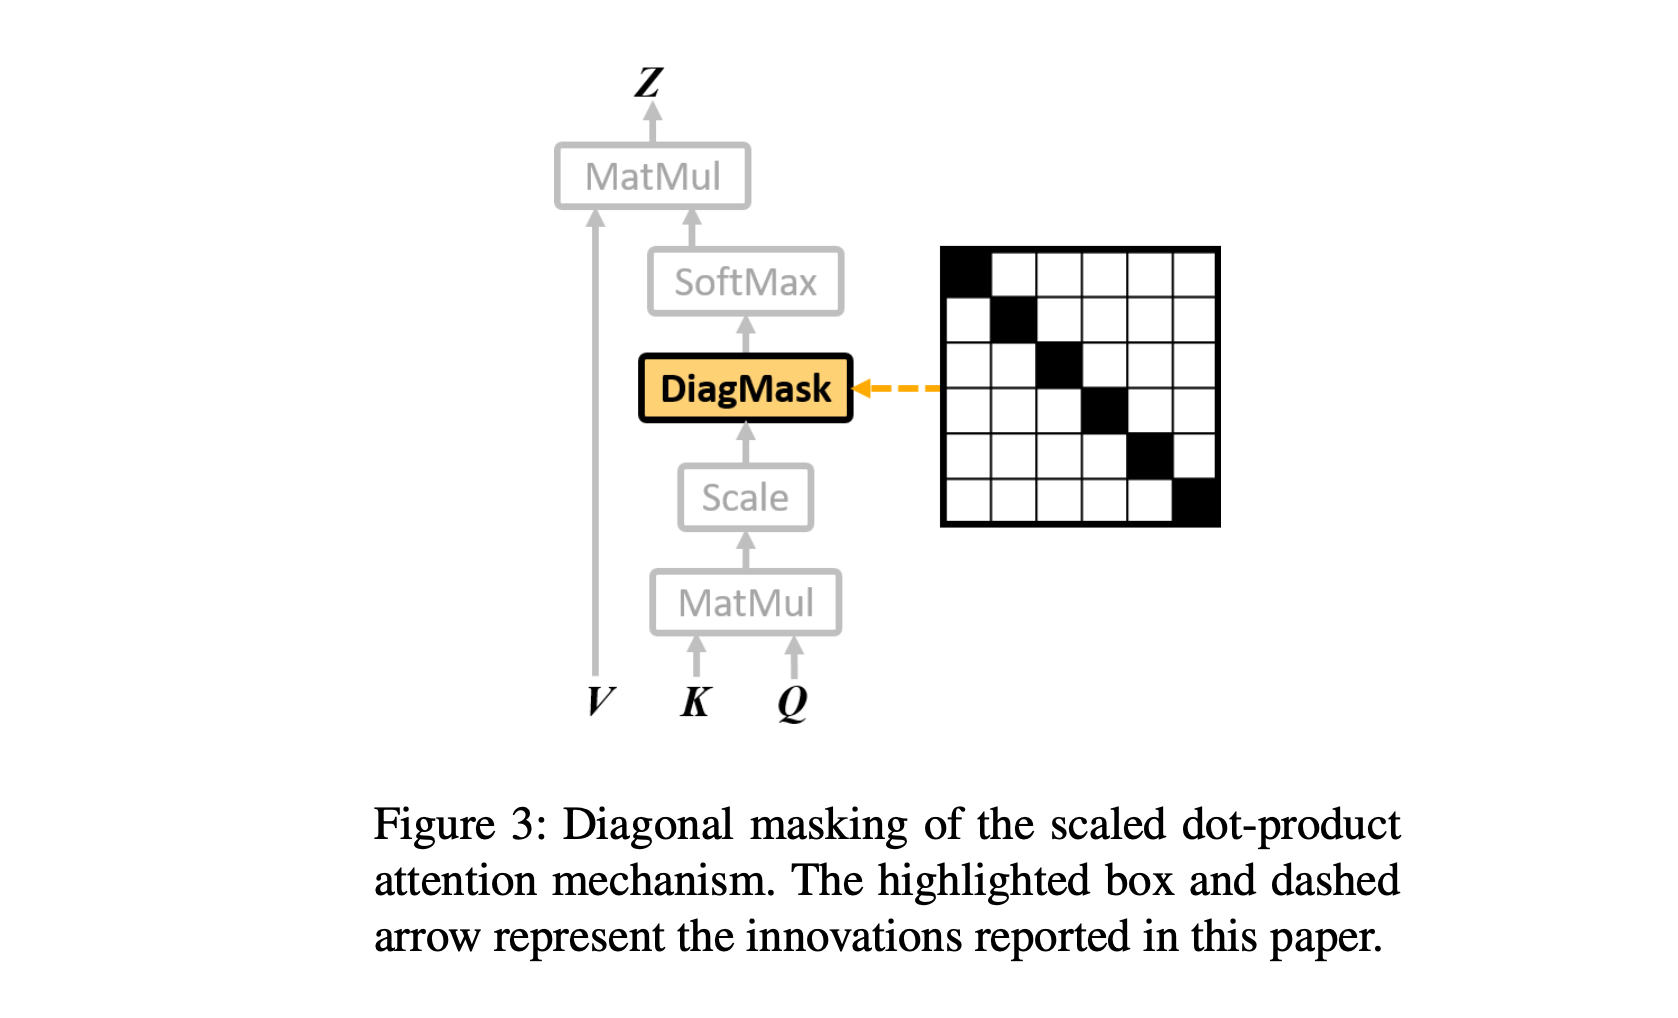 Z
MatMul
SoftMax
DiagMask
Scale
MatMul
V K Q
Figure 3: Diagonal masking of the scaled dot-product
attention mechanism. The highlighted box and dashed
arrow represent the innovations reported in this paper.